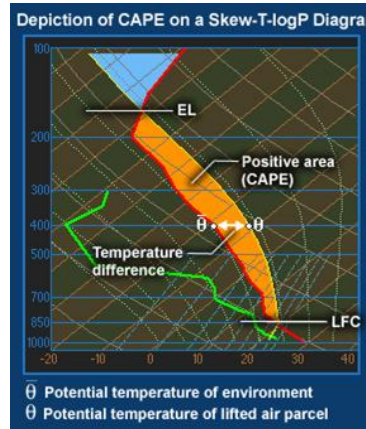 Depiction of CAPE on a Skew-T-logP Diagra
100
EL
200
Positive area
(CAPE)
300
400
θ̅
θ
Temperature
difference
500
700
850
LFC
1000
-20
-10
0
10
20
30
40
θ̅ Potential temperature of environment
θ Potential temperature of lifted air parcel